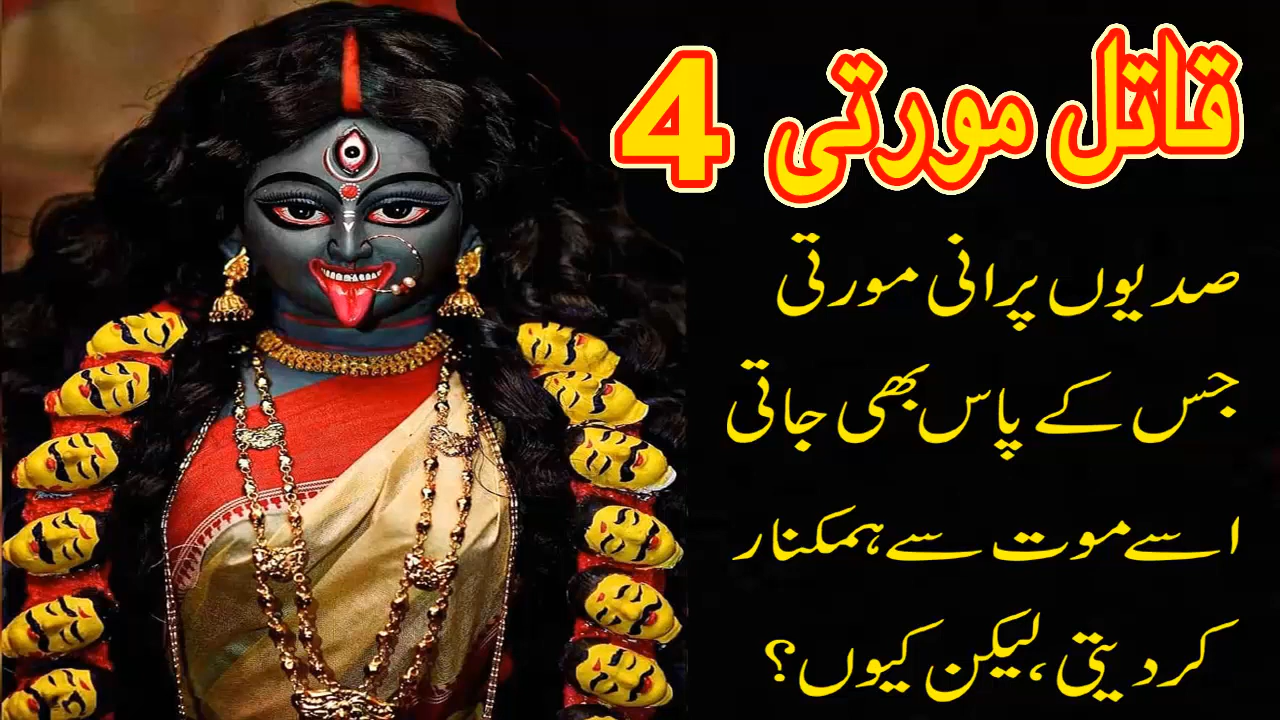 قاتل مورتی 4
صدیوں پرانی مورتی
جس کے پاس بھی جاتی
اسے موت سے ہمکنار
کردیتی ،لیکن کیوں؟